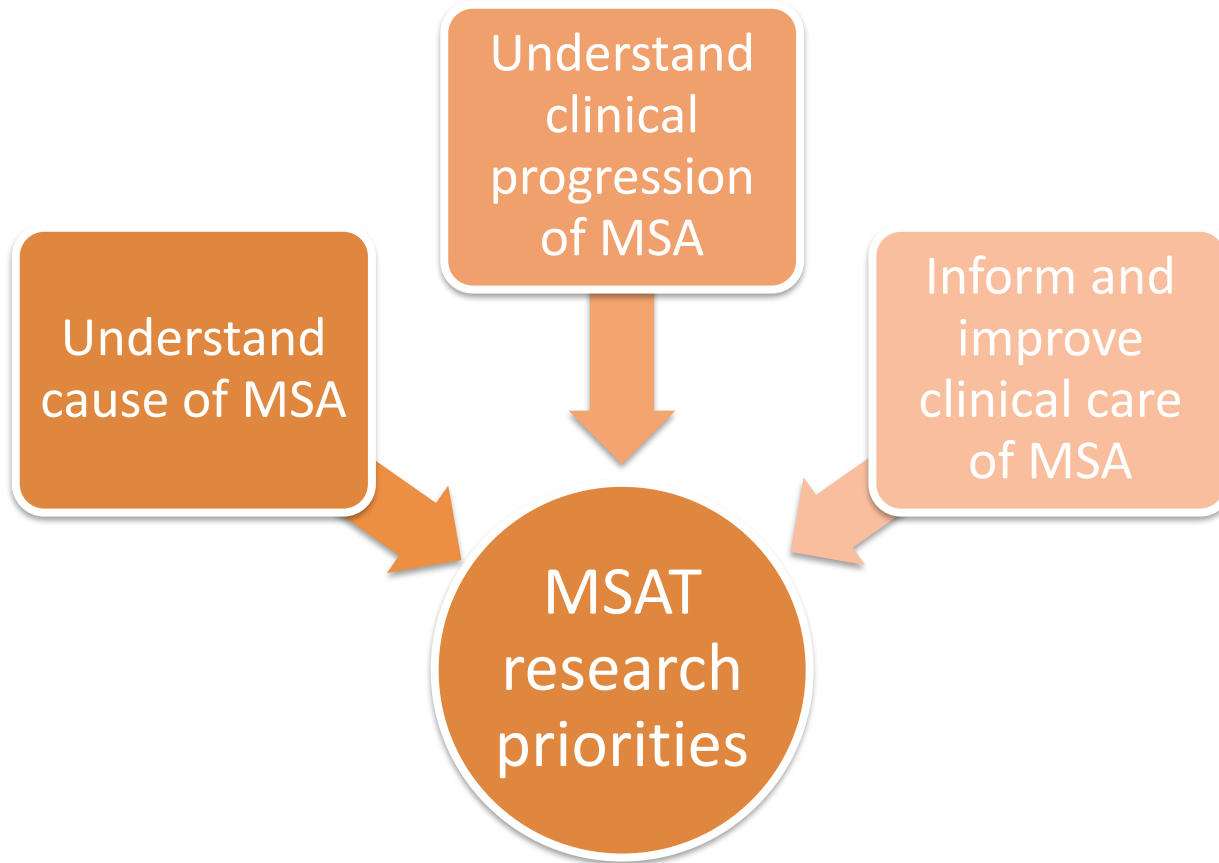 Understand
clinical
progression
of MSA
Understand
cause of MSA
Inform and
improve
clinical care
of MSA
MSAT
research
priorities